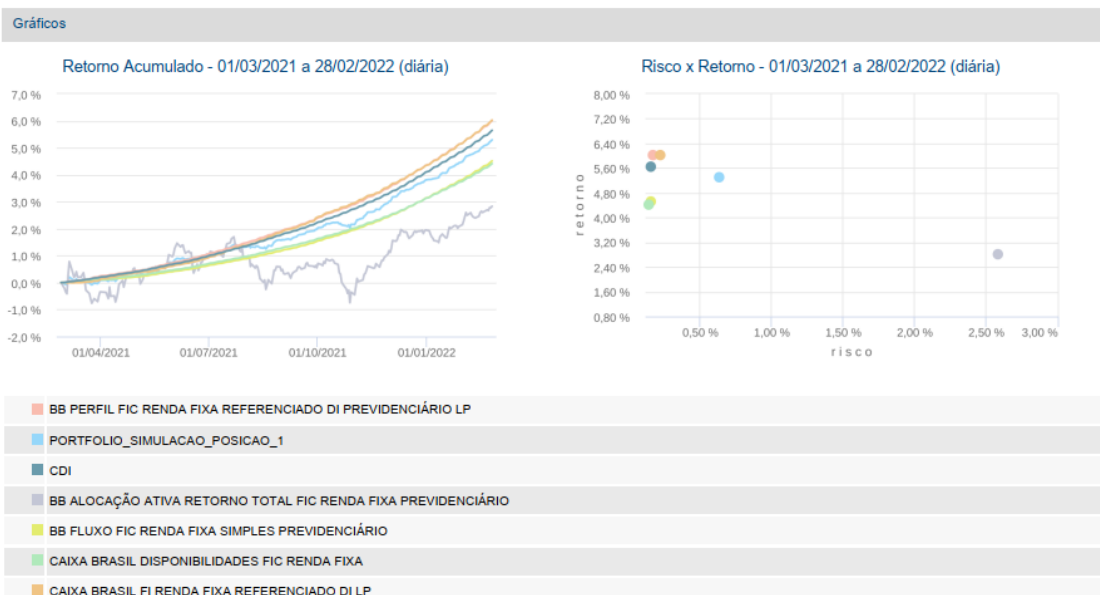 Gráficos
Retorno Acumulado - 01/03/2021 a 28/02/2022 (diária)
7,0 %
6,0 %
5,0 %
4,0 %
3,0 %
2,0 %
1,0 %
0,0 %
-1,0 %
-2,0 %
01/04/2021 01/07/2021 01/10/2021 01/01/2022
Risco x Retorno - 01/03/2021 a 28/02/2022 (diária)
8,00 %
7,20 %
6,40 %
5,60 %
4,80 %
4,00 %
3,20 %
2,40 %
1,60 %
0,80 %
retorno
0,50 % 1,00 % 1,50 % 2,00 % 2,50 % 3,00 %
risco
BB PERFIL FIC RENDA FIXA REFERENCIADO DI PREVIDENCIÁRIO LP
PORTFOLIO_SIMULACAO_POSICAO_1
CDI
BB ALOCAÇÃO ATIVA RETORNO TOTAL FIC RENDA FIXA PREVIDENCIÁRIO
BB FLUXO FIC RENDA FIXA SIMPLES PREVIDENCIÁRIO
CAIXA BRASIL DISPONIBILIDADES FIC RENDA FIXA
CAIXA BRASIL FI RENDA FIXA REFERENCIADO DI LP